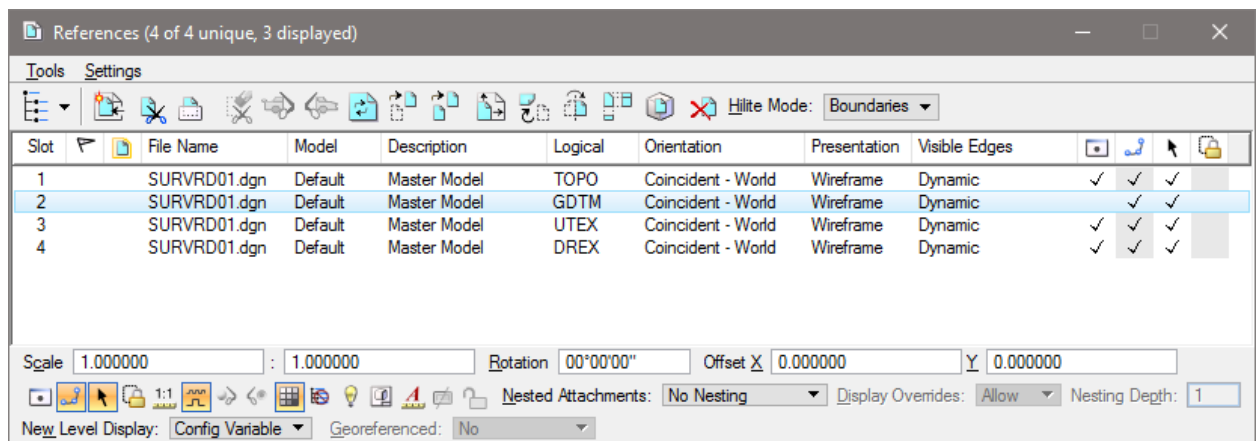 References (4 of 4 unique, 3 displayed)
Tools Settings
Hilite Mode: Boundaries
Slot File Name Model Description Logical Orientation Presentation Visible Edges
1 SURVRD01.dgn Default Master Model TOPO Coincident - World Wireframe Dynamic
2 SURVRD01.dgn Default Master Model GDTM Coincident - World Wireframe Dynamic
3 SURVRD01.dgn Default Master Model UTEX Coincident - World Wireframe Dynamic
4 SURVRD01.dgn Default Master Model DREX Coincident - World Wireframe Dynamic
Scale 1.000000 : 1.000000 Rotation 00°00'00" Offset X 0.000000 Y 0.000000
1:1 Nested Attachments: No Nesting Display Overrides: Allow Nesting Depth: 1
New Level Display: Config Variable Georeferenced: No